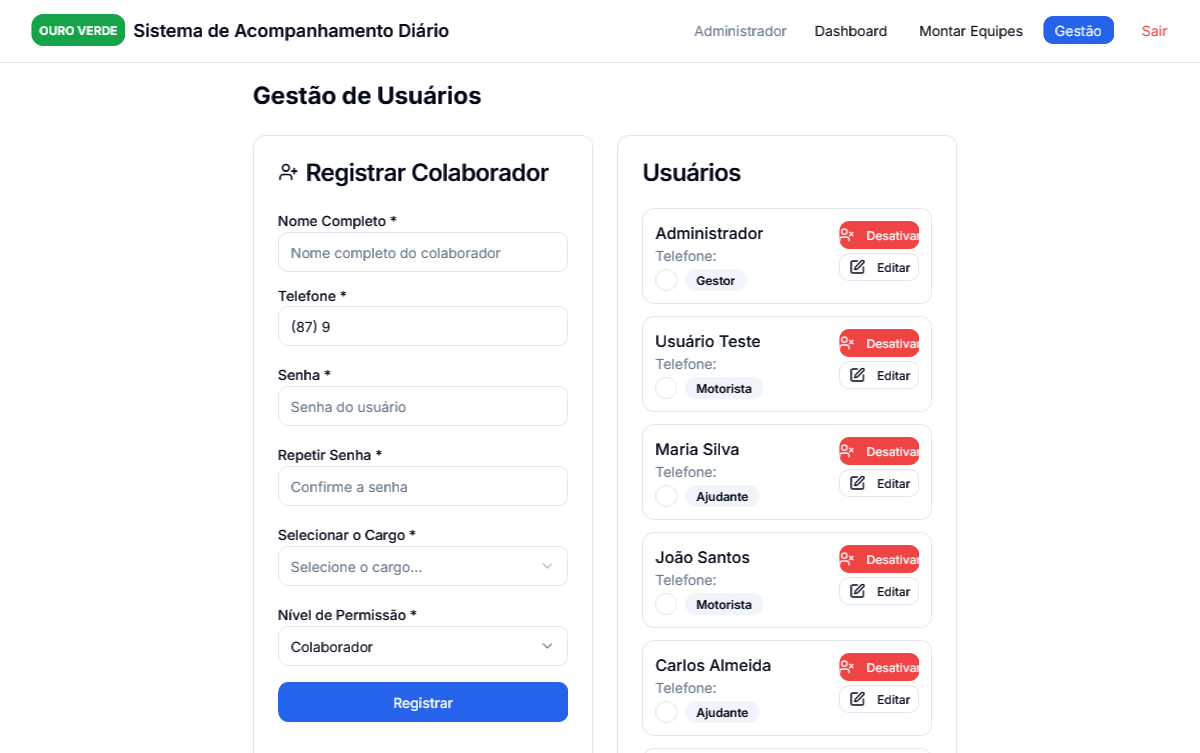 OURO VERDE Sistema de Acompanhamento Diário Administrador Dashboard Montar Equipes Gestão Sair
Gestão de Usuários
Registrar Colaborador
Nome Completo *
Nome completo do colaborador
Telefone *
(87) 9
Senha *
Senha do usuário
Repetir Senha *
Confirme a senha
Selecionar o Cargo *
Selecione o cargo...
Nível de Permissão *
Colaborador
Registrar
Usuários
Administrador
Telefone:
Gestor
Desativar
Editar
Usuário Teste
Telefone:
Motorista
Desativar
Editar
Maria Silva
Telefone:
Ajudante
Desativar
Editar
João Santos
Telefone:
Motorista
Desativar
Editar
Carlos Almeida
Telefone:
Ajudante
Desativar
Editar